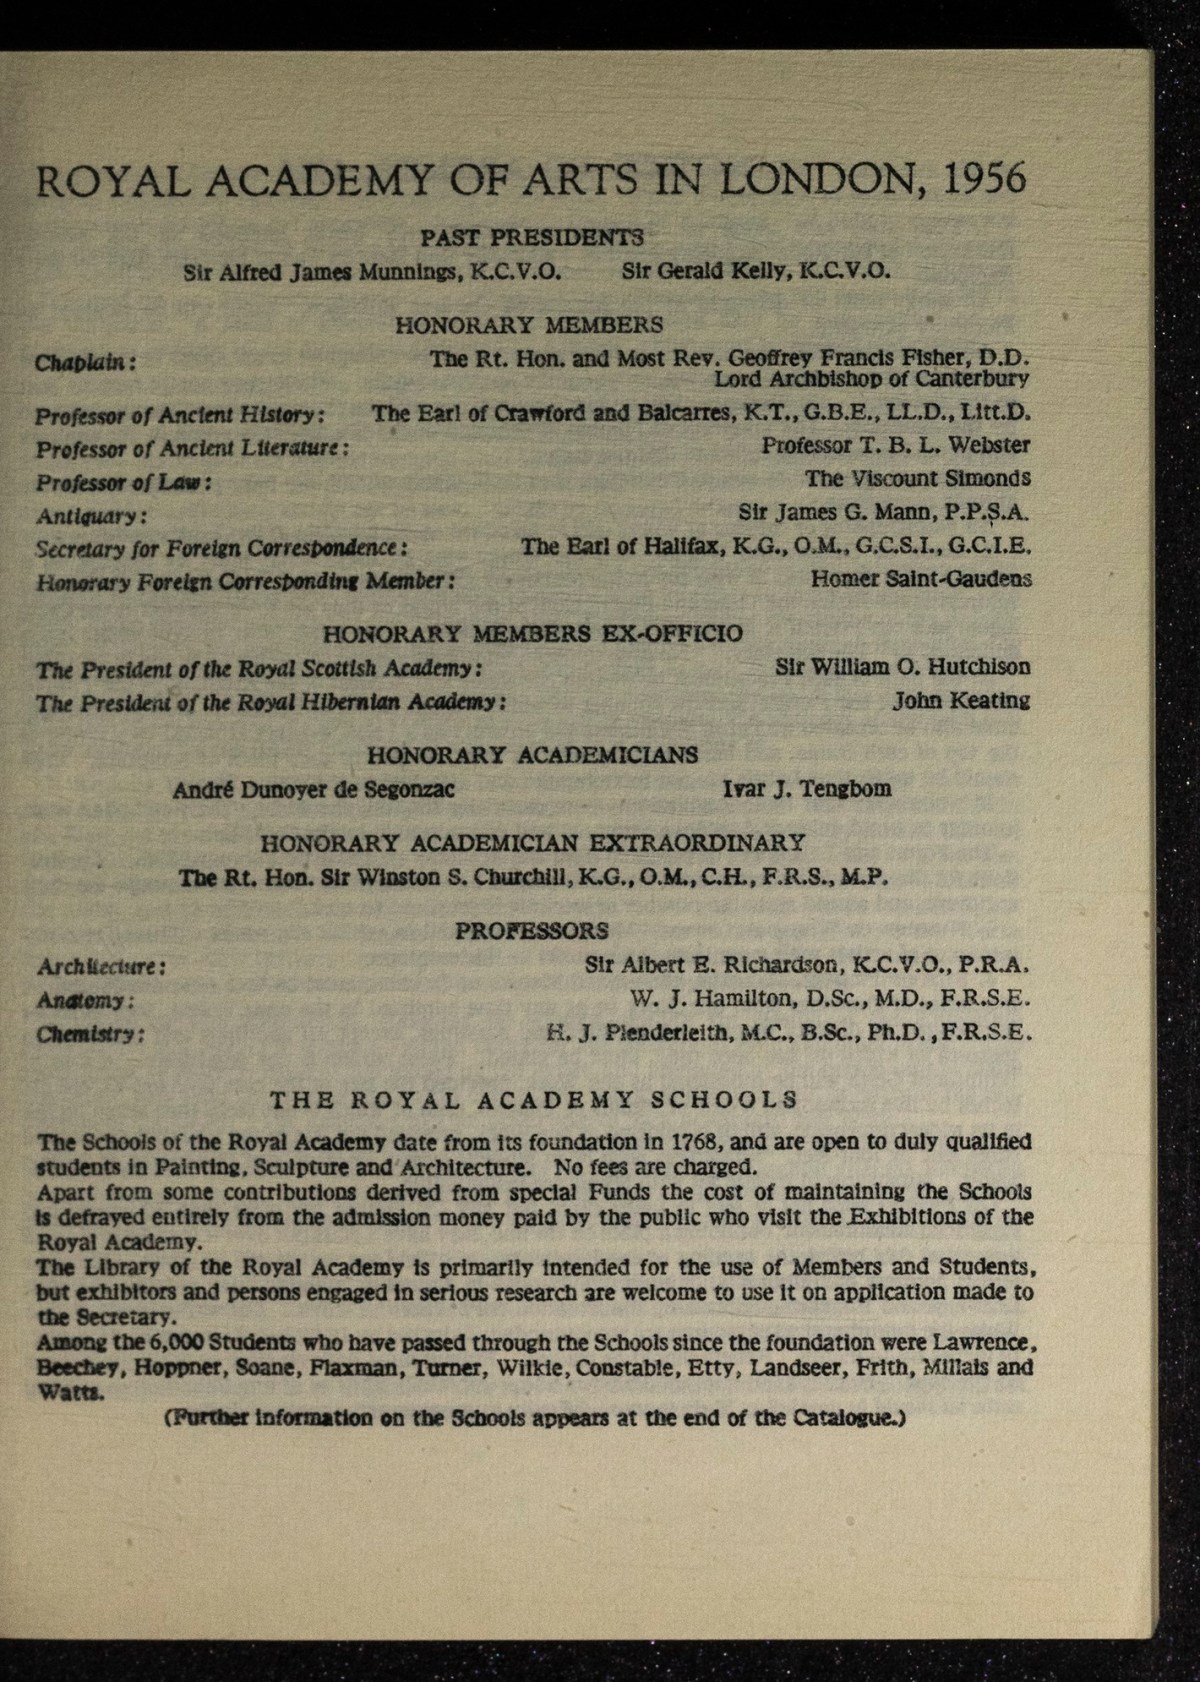 ROYAL ACADEMY OF ARTS IN LONDON, 1956
PAST PRESIDENTS
Sir Alfred James Munnings, K.C.V.O. Sir Gerald Kelly, K.C.V.O.
HONORARY MEMBERS
Chaplain: The Rt. Hon. and Most Rev. Geoffrey Francis Fisher, D.D.
Lord Archbishop of Canterbury
Professor of Ancient History: The Earl of Crawford and Balcarres, K.T., G.B.E., LL.D., Litt.D.
Professor of Ancient Literature: Professor T. B. L. Webster
Professor of Law: The Viscount Simonds
Antiquary: Sir James G. Mann, P.P.S.A.
Secretary for Foreign Correspondence: The Earl of Halifax, K.G., O.M., G.C.S.I., G.C.I.E.
Honorary Foreign Corresponding Member: Homer Saint-Gaudens
HONORARY MEMBERS EX-OFFICIO
The President of the Royal Scottish Academy: Sir William O. Hutchison
The President of the Royal Hibernian Academy: John Keating
HONORARY ACADEMICIANS
André Dunoyer de Segonzac Ivar J. Tengbom
HONORARY ACADEMICIAN EXTRAORDINARY
The Rt. Hon. Sir Winston S. Churchill, K.G., O.M., C.H., F.R.S., M.P.
PROFESSORS
Architecture: Sir Albert E. Richardson, K.C.V.O., P.R.A.
Anatomy: W. J. Hamilton, D.Sc., M.D., F.R.S.E.
Chemistry: H. J. Plenderleith, M.C., B.Sc., Ph.D., F.R.S.E.
THE ROYAL ACADEMY SCHOOLS
The Schools of the Royal Academy date from its foundation in 1768, and are open to duly qualified
students in Painting, Sculpture and Architecture. No fees are charged.
Apart from some contributions derived from special Funds the cost of maintaining the Schools
is defrayed entirely from the admission money paid by the public who visit the Exhibitions of the
Royal Academy.
The Library of the Royal Academy is primarily intended for the use of Members and Students,
but exhibitors and persons engaged in serious research are welcome to use it on application made to
the Secretary.
Among the 6,000 Students who have passed through the Schools since the foundation were Lawrence,
Beechey, Hoppner, Soane, Flaxman, Turner, Wilkie, Constable, Etty, Landseer, Frith, Millais and
Watts.
(Further information on the Schools appears at the end of the Catalogue.)